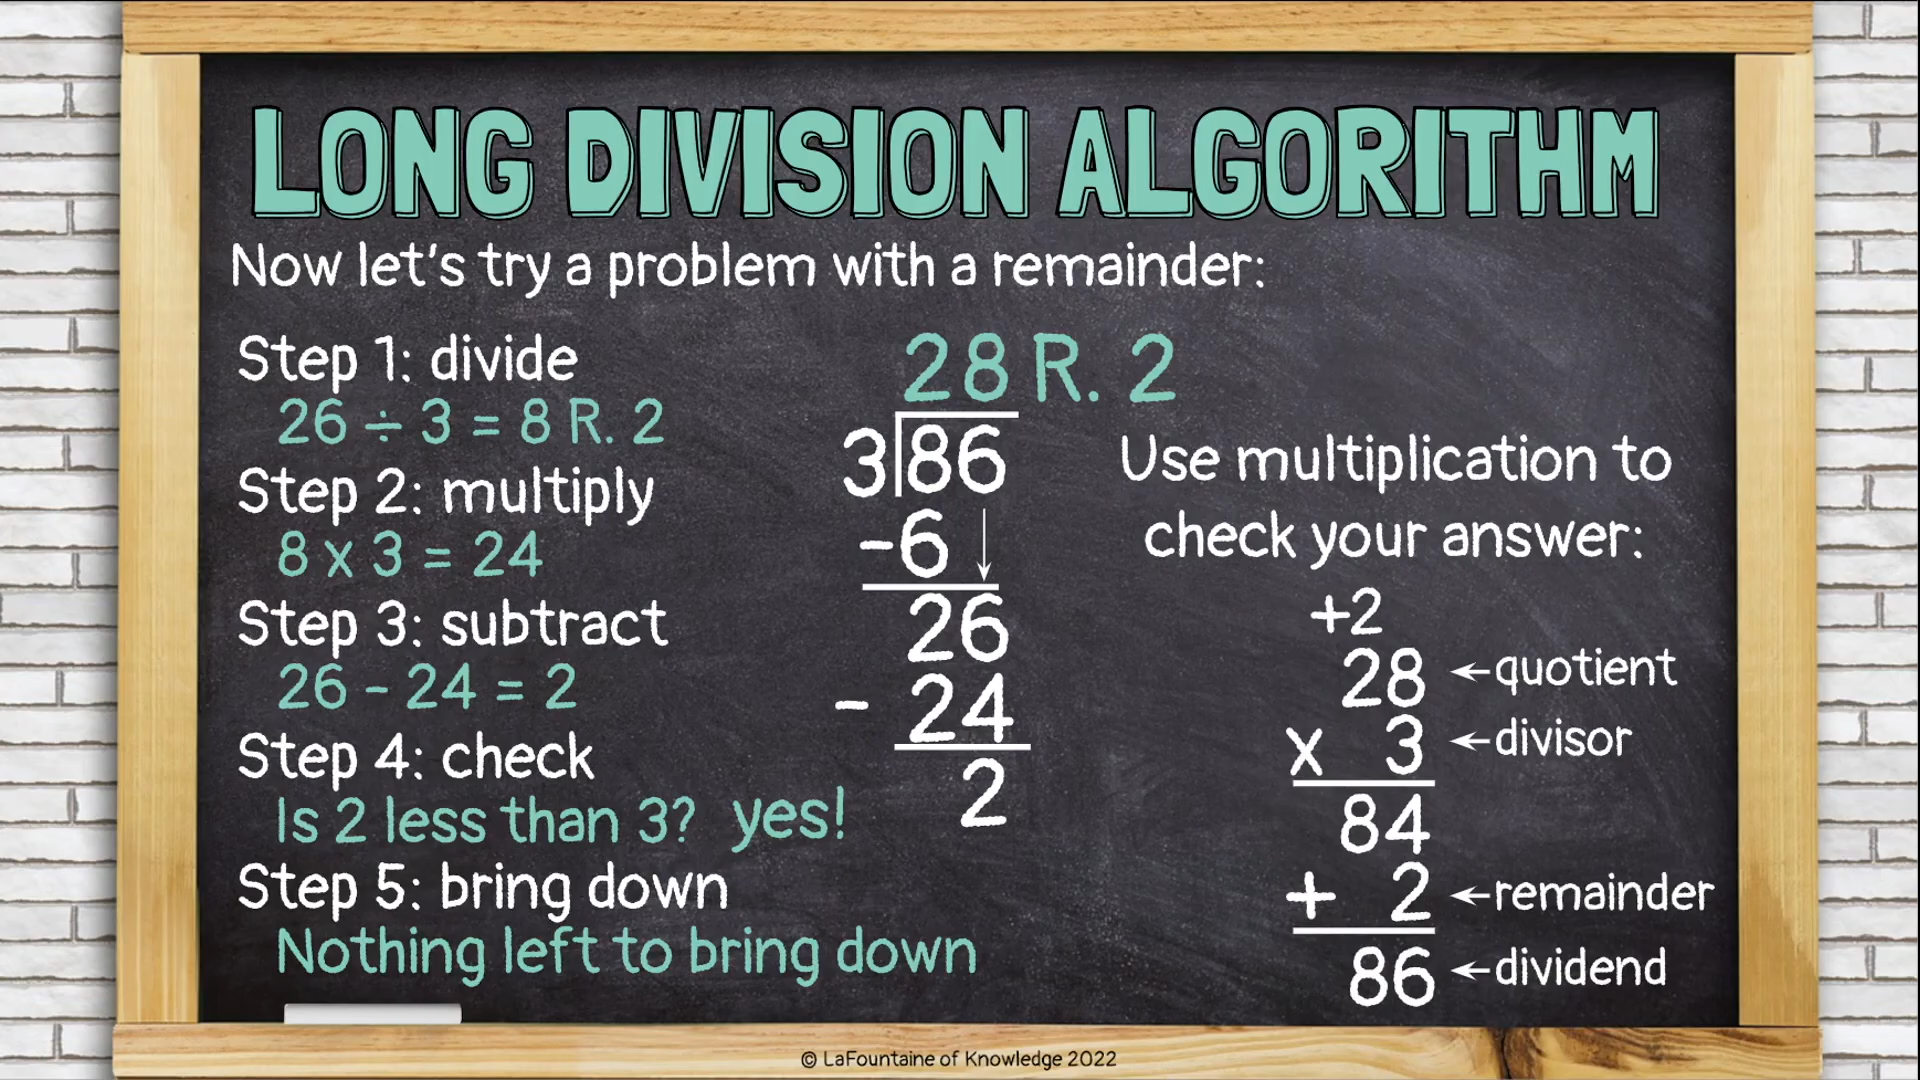 LONG DIVISION ALGORITHM
Now let's try a problem with a remainder:
Step 1: divide
26 ÷ 3 = 8 R. 2
Step 2: multiply
8 x 3 = 24
Step 3: subtract
26 - 24 = 2
Step 4: check
Is 2 less than 3? yes!
Step 5: bring down
Nothing left to bring down
28 R. 2
3 86
-6 ↓
26
- 24
2
Use multiplication to
check your answer:
+2
28 ←quotient
x 3 ←divisor
84
+ 2 ←remainder
86 ←dividend
© LaFountaine of Knowledge 2022